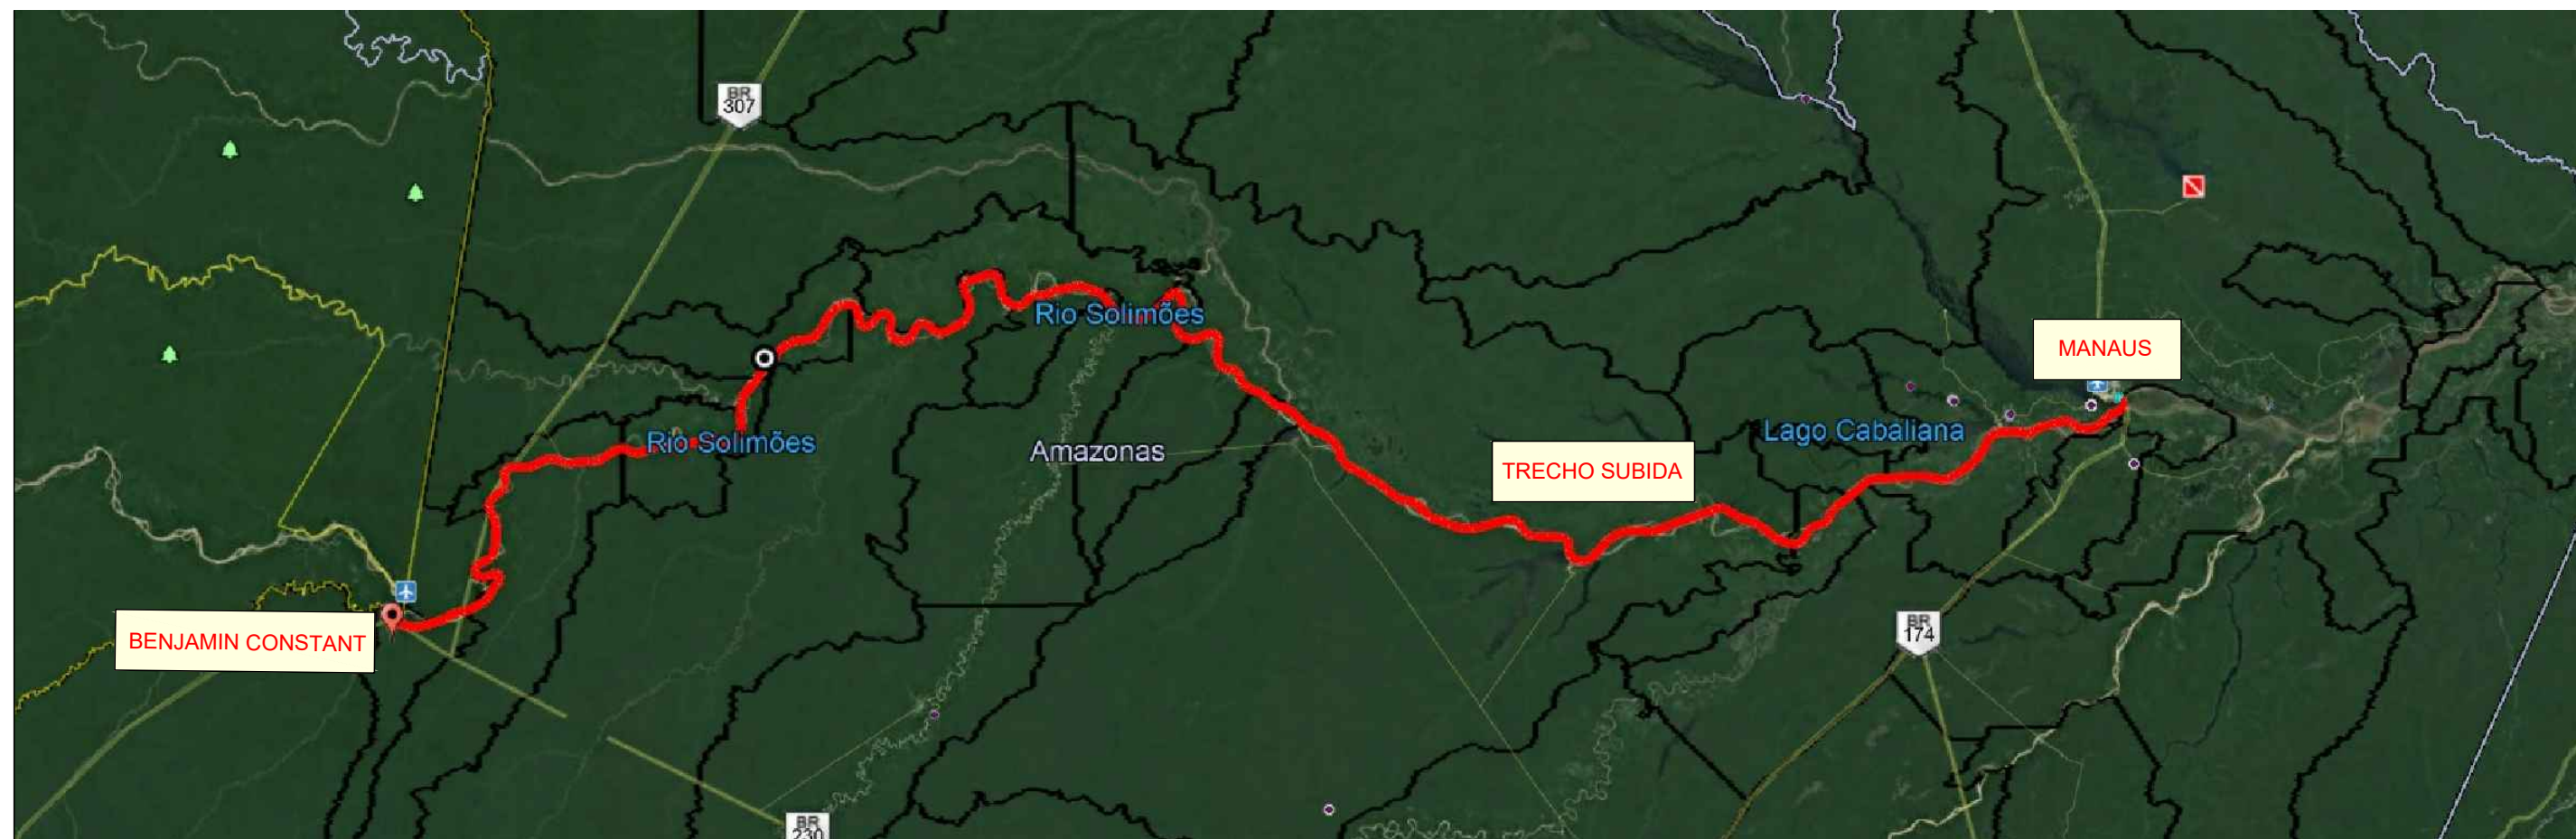 BR
307
Rio Solimões
Rio Solimões
Amazonas
MANAUS
Lago Cabaliana
TRECHO SUBIDA
BENJAMIN CONSTANT
BR
174
BR
230